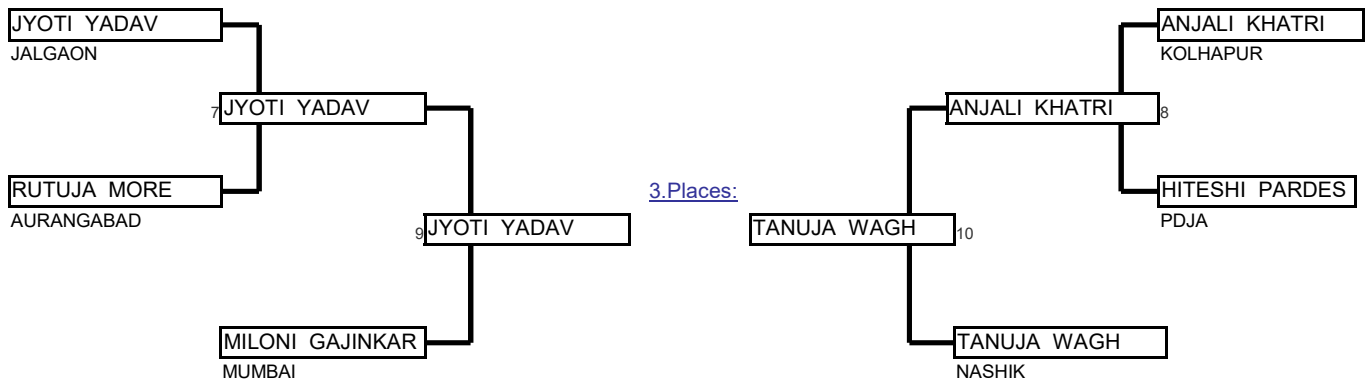 JYOTI YADAV
JALGAON
7 JYOTI YADAV
RUTUJA MORE
AURANGABAD
9 JYOTI YADAV
MILONI GAJINKAR
MUMBAI
3.Places:
ANJALI KHATRI
KOLHAPUR
ANJALI KHATRI 8
HITESHI PARDES
PDJA
TANUJA WAGH 10
TANUJA WAGH
NASHIK